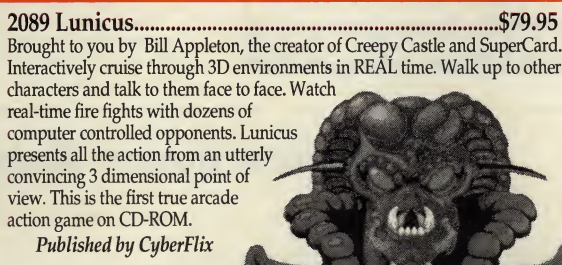 2089 Lunicus..........................................................................$79.95
Brought to you by Bill Appleton, the creator of Creepy Castle and SuperCard.
Interactively cruise through 3D environments in REAL time. Walk up to other
characters and talk to them face to face. Watch
real-time fire fights with dozens of
computer controlled opponents. Lunicus
presents all the action from an utterly
convincing 3 dimensional point of
view. This is the first true arcade
action game on CD-ROM.
Published by CyberFlix